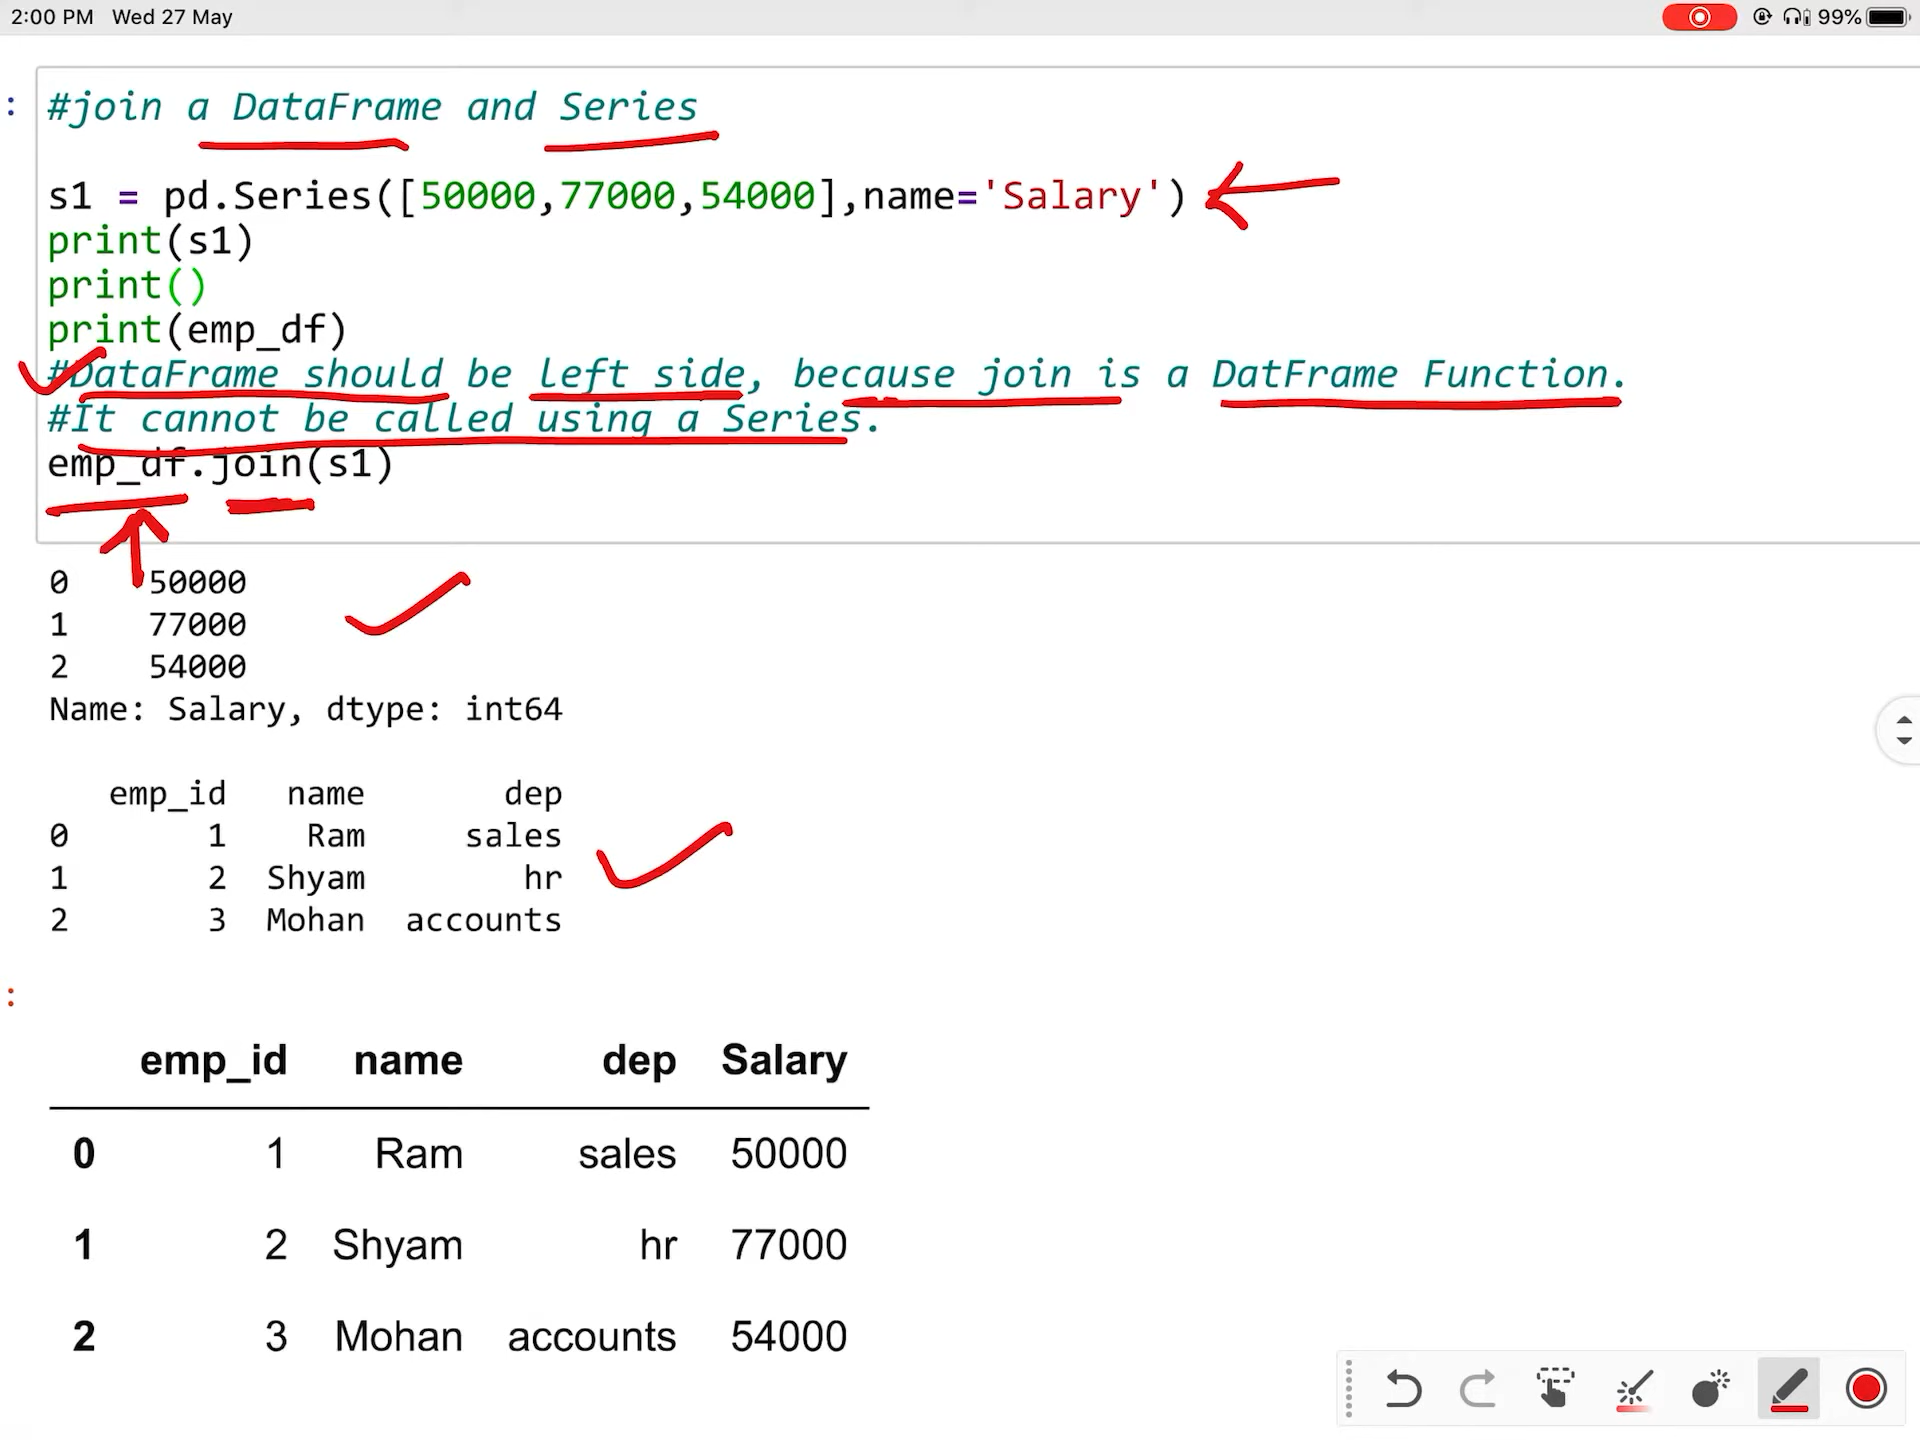 2:00 PM Wed 27 May 99%
: #join a DataFrame and Series
s1 = pd.Series([50000,77000,54000],name='Salary')
print(s1)
print()
print(emp_df)
#DataFrame should be left side, because join is a DatFrame Function.
#It cannot be called using a Series.
emp_df.join(s1)
0 50000
1 77000
2 54000
Name: Salary, dtype: int64
emp_id name dep
0 1 Ram sales
1 2 Shyam hr
2 3 Mohan accounts
:
emp_id name dep Salary
0 1 Ram sales 50000
1 2 Shyam hr 77000
2 3 Mohan accounts 54000